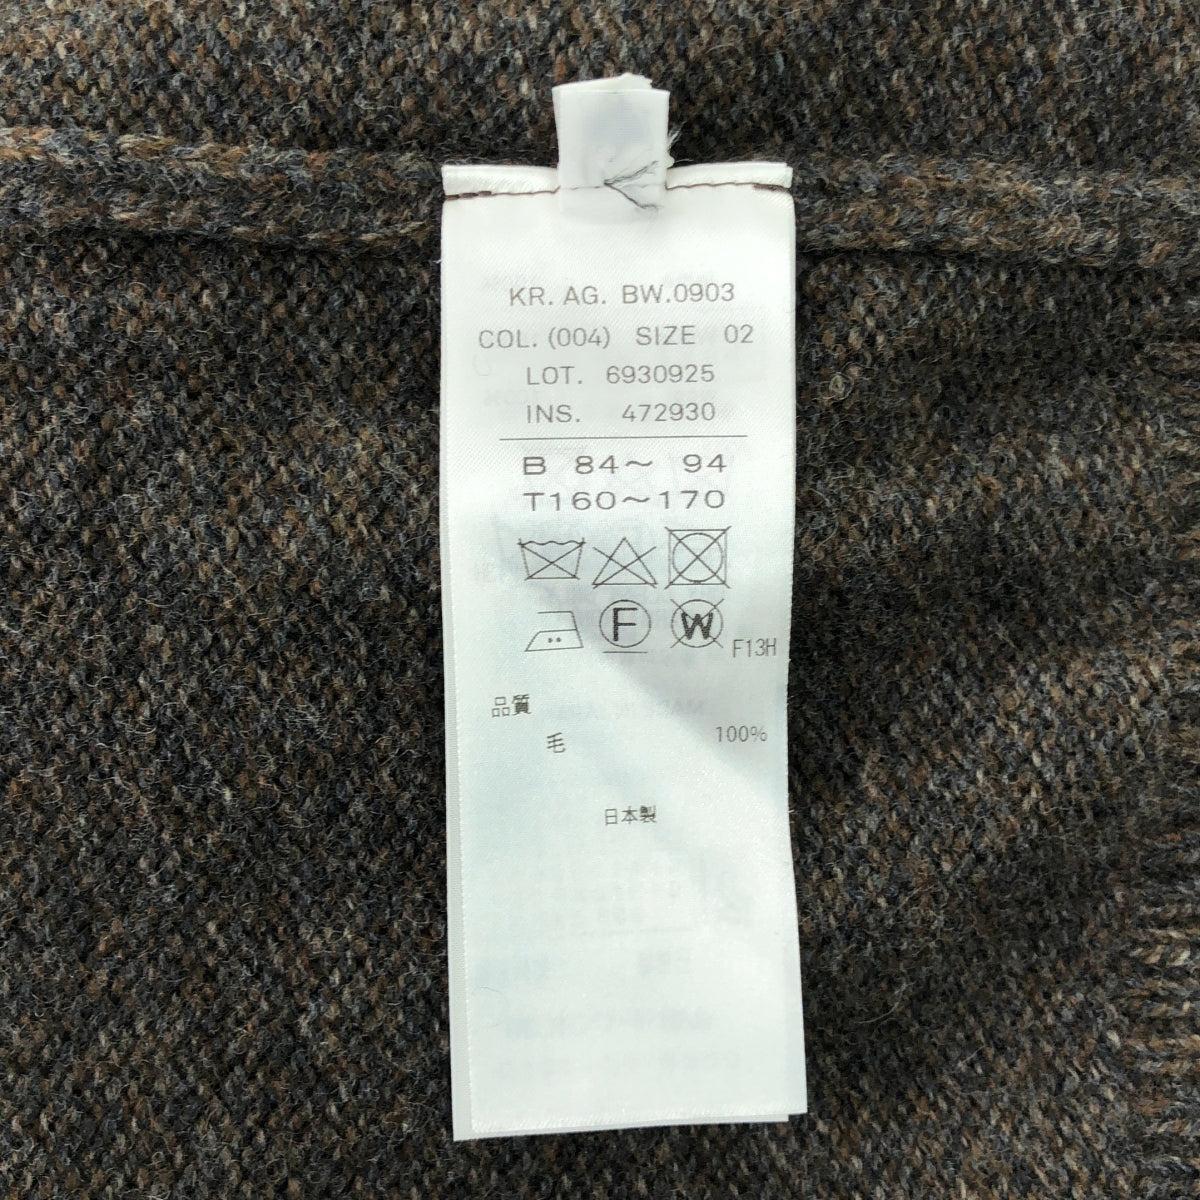 KR. AG. BW.0903
COL. (004) SIZE 02
LOT. 6930925
INS. 472930
B 84～ 94
T160～170
F W F13H
品質
毛 100%
日本製